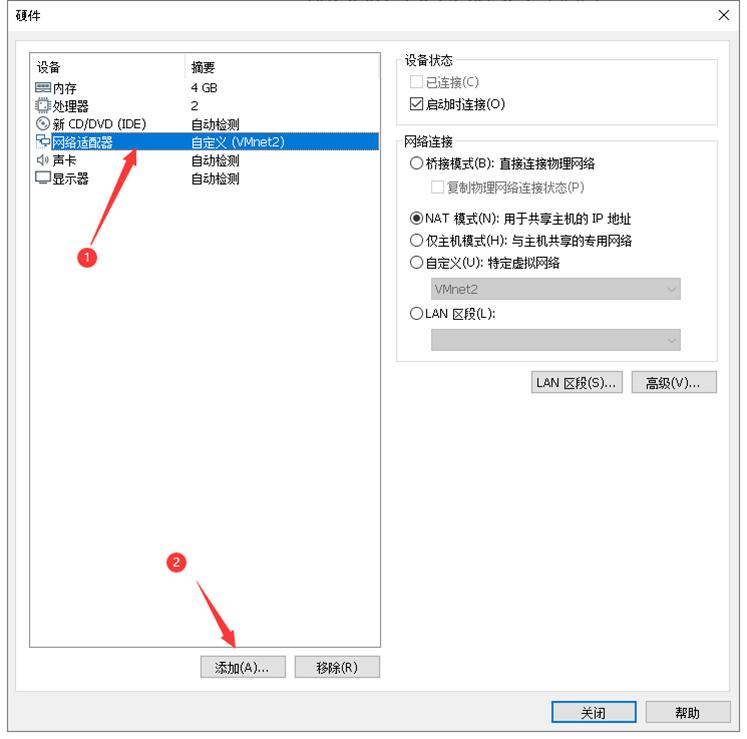 硬件
设备 摘要
内存 4 GB
处理器 2
新 CD/DVD (IDE) 自动检测
网络适配器 自定义 (VMnet2)
声卡 自动检测
显示器 自动检测
1
2
添加(A)... 移除(R)
设备状态
已连接(C)
启动时连接(O)
网络连接
桥接模式(B): 直接连接物理网络
复制物理网络连接状态(P)
NAT 模式(N): 用于共享主机的 IP 地址
仅主机模式(H): 与主机共享的专用网络
自定义(U): 特定虚拟网络
VMnet2
LAN 区段(L):
LAN 区段(S)... 高级(V)...
关闭 帮助